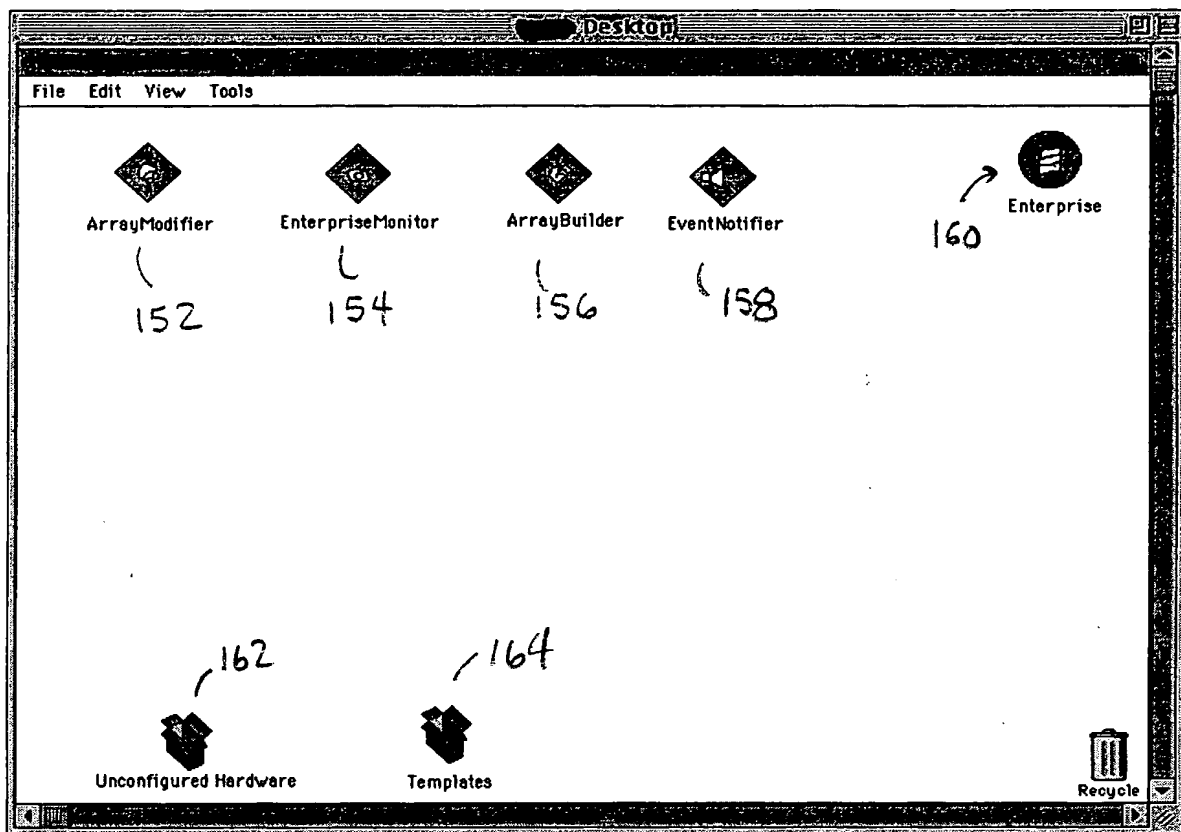 Desktop
File Edit View Tools
ArrayModifier EnterpriseMonitor ArrayBuilder EventNotifier Enterprise
152 154 156 158 160
162 164
Unconfigured Hardware Templates Recycle